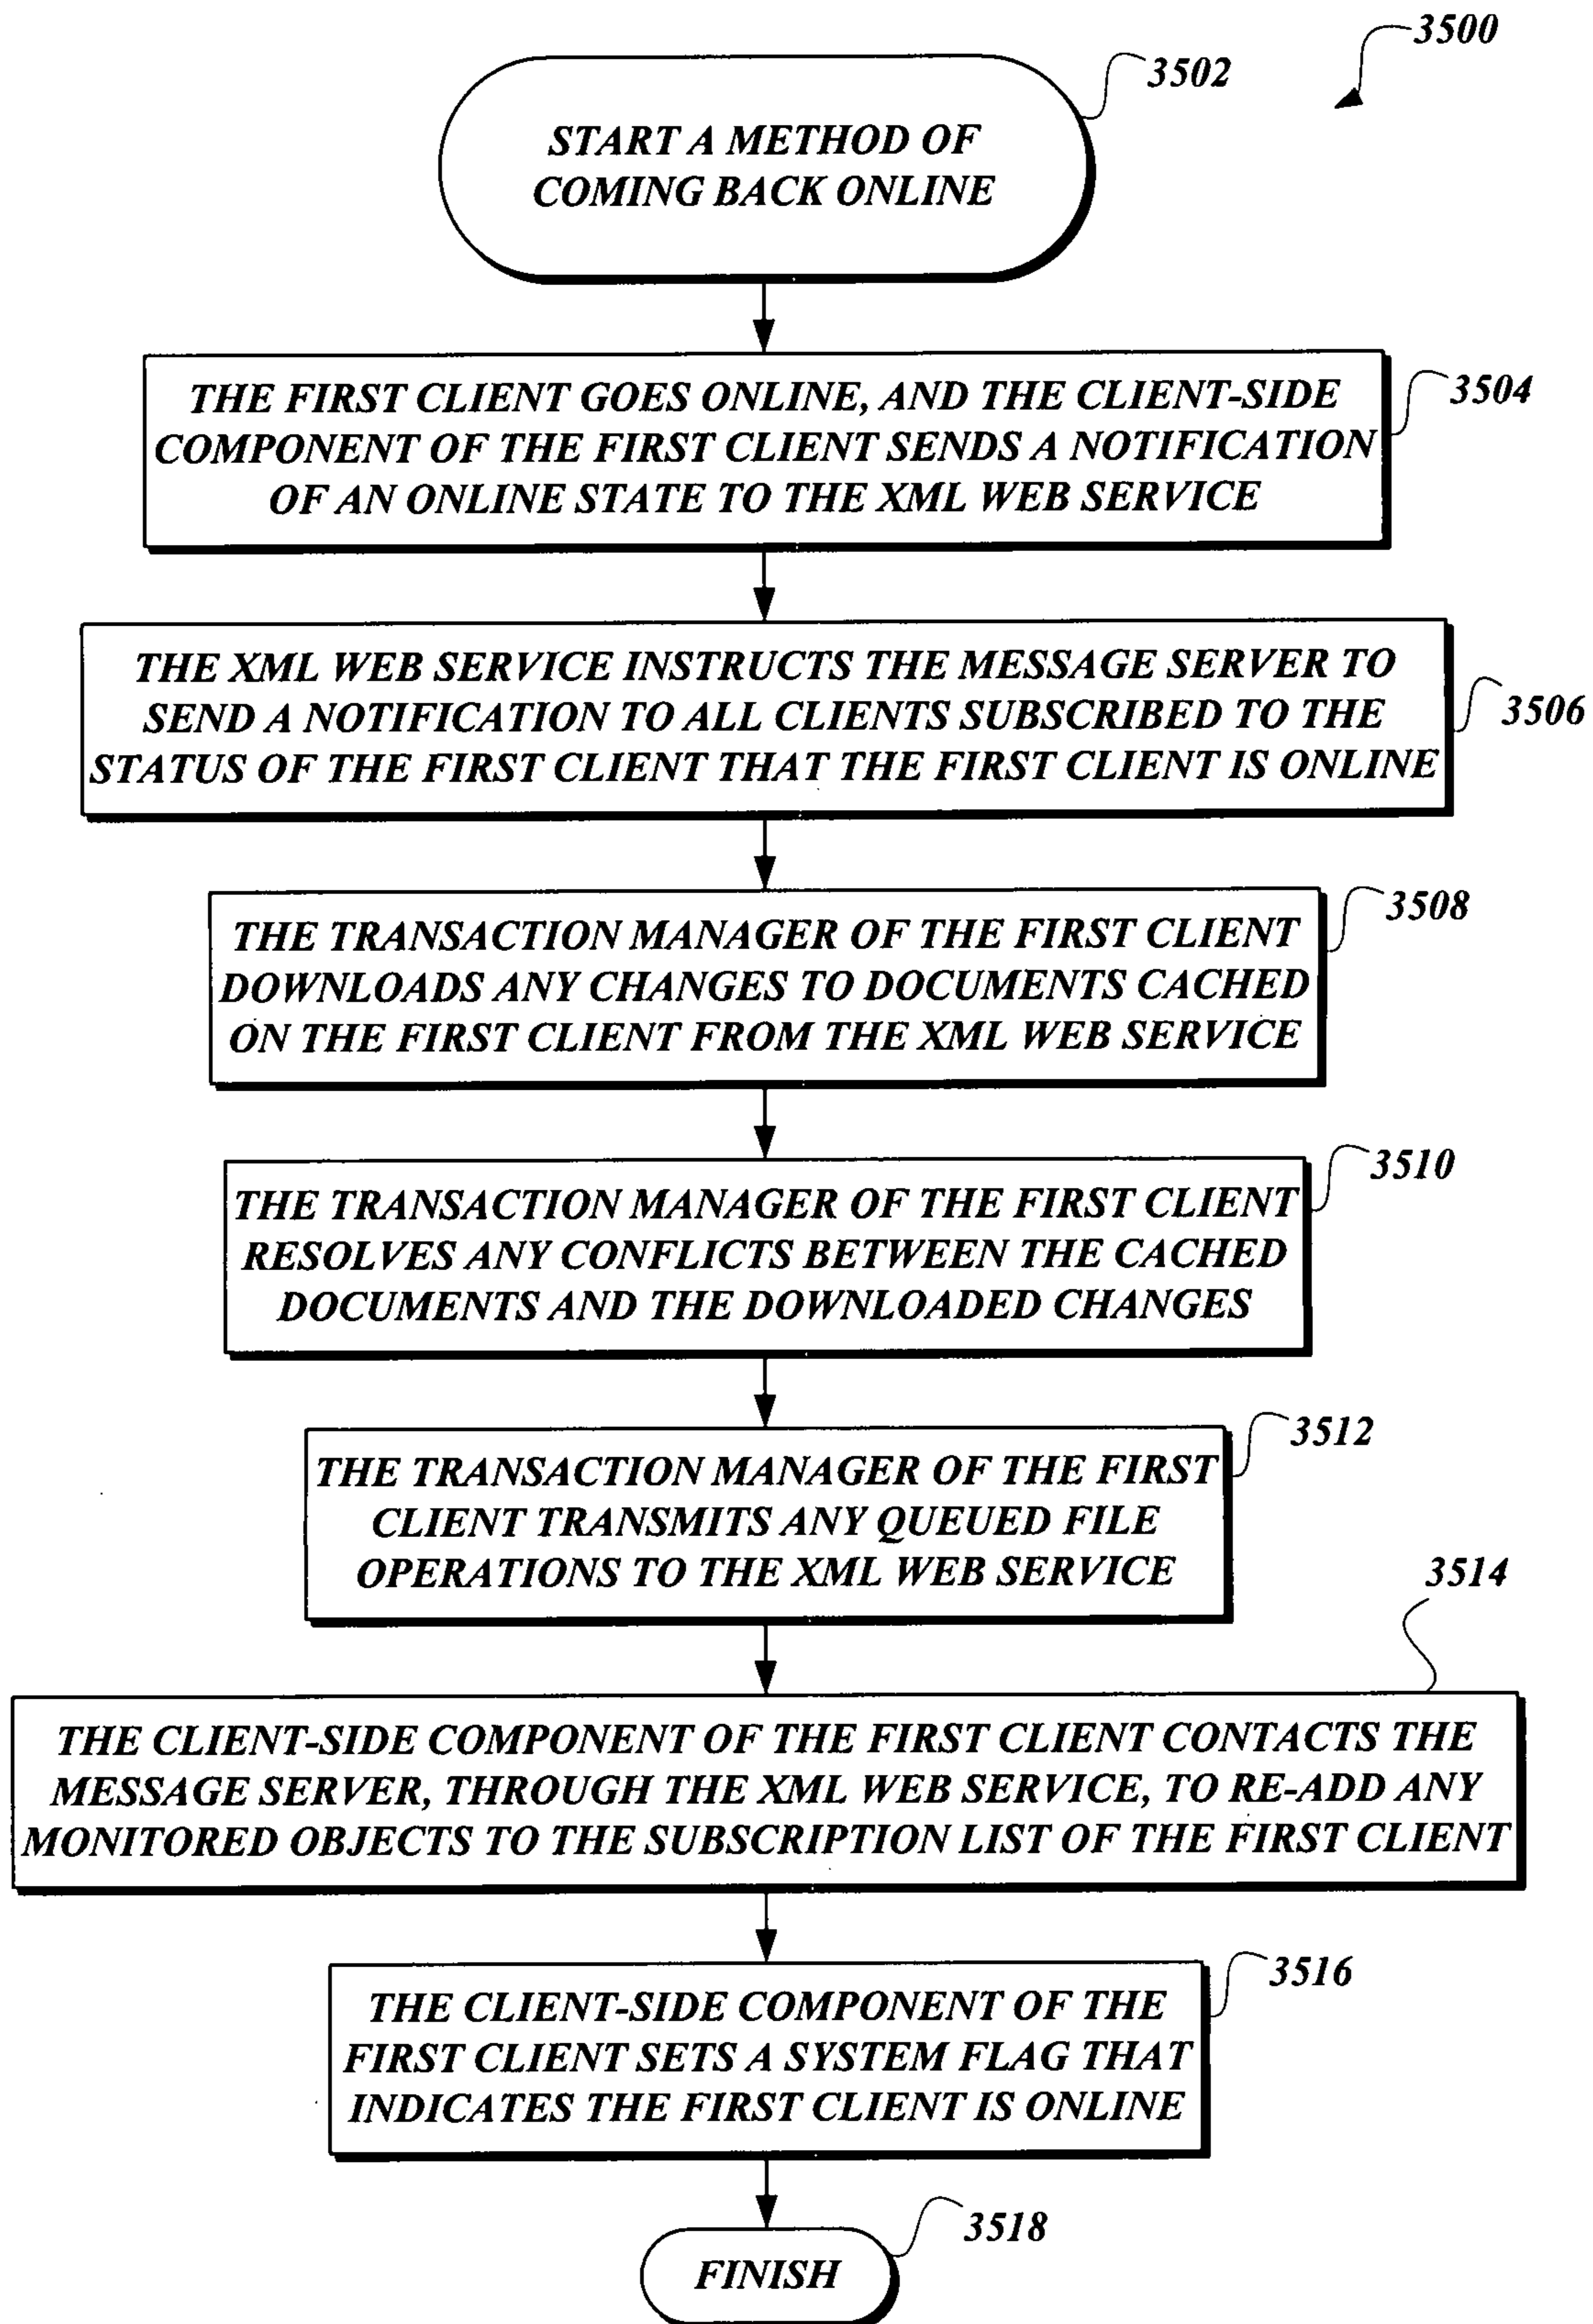 3500
3502
START A METHOD OF
COMING BACK ONLINE
3504
THE FIRST CLIENT GOES ONLINE, AND THE CLIENT-SIDE
COMPONENT OF THE FIRST CLIENT SENDS A NOTIFICATION
OF AN ONLINE STATE TO THE XML WEB SERVICE
3506
THE XML WEB SERVICE INSTRUCTS THE MESSAGE SERVER TO
SEND A NOTIFICATION TO ALL CLIENTS SUBSCRIBED TO THE
STATUS OF THE FIRST CLIENT THAT THE FIRST CLIENT IS ONLINE
3508
THE TRANSACTION MANAGER OF THE FIRST CLIENT
DOWNLOADS ANY CHANGES TO DOCUMENTS CACHED
ON THE FIRST CLIENT FROM THE XML WEB SERVICE
3510
THE TRANSACTION MANAGER OF THE FIRST CLIENT
RESOLVES ANY CONFLICTS BETWEEN THE CACHED
DOCUMENTS AND THE DOWNLOADED CHANGES
3512
THE TRANSACTION MANAGER OF THE FIRST
CLIENT TRANSMITS ANY QUEUED FILE
OPERATIONS TO THE XML WEB SERVICE
3514
THE CLIENT-SIDE COMPONENT OF THE FIRST CLIENT CONTACTS THE
MESSAGE SERVER, THROUGH THE XML WEB SERVICE, TO RE-ADD ANY
MONITORED OBJECTS TO THE SUBSCRIPTION LIST OF THE FIRST CLIENT
3516
THE CLIENT-SIDE COMPONENT OF THE
FIRST CLIENT SETS A SYSTEM FLAG THAT
INDICATES THE FIRST CLIENT IS ONLINE
3518
FINISH